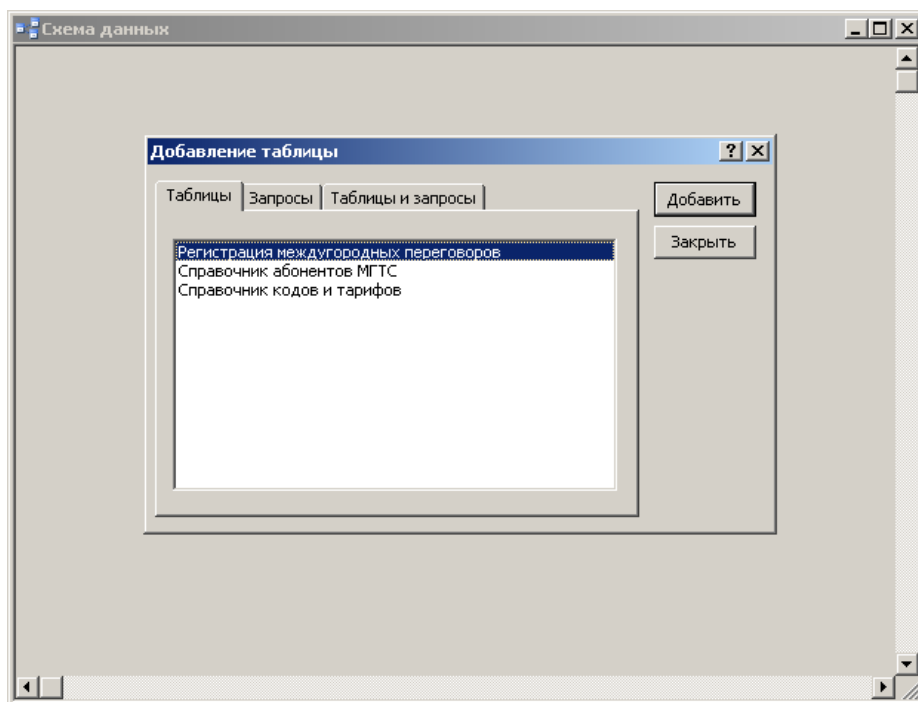 Схема данных
Добавление таблицы
Таблицы Запросы Таблицы и запросы
Добавить
Закрыть
Регистрация междугородных переговоров
Справочник абонентов МГТС
Справочник кодов и тарифов